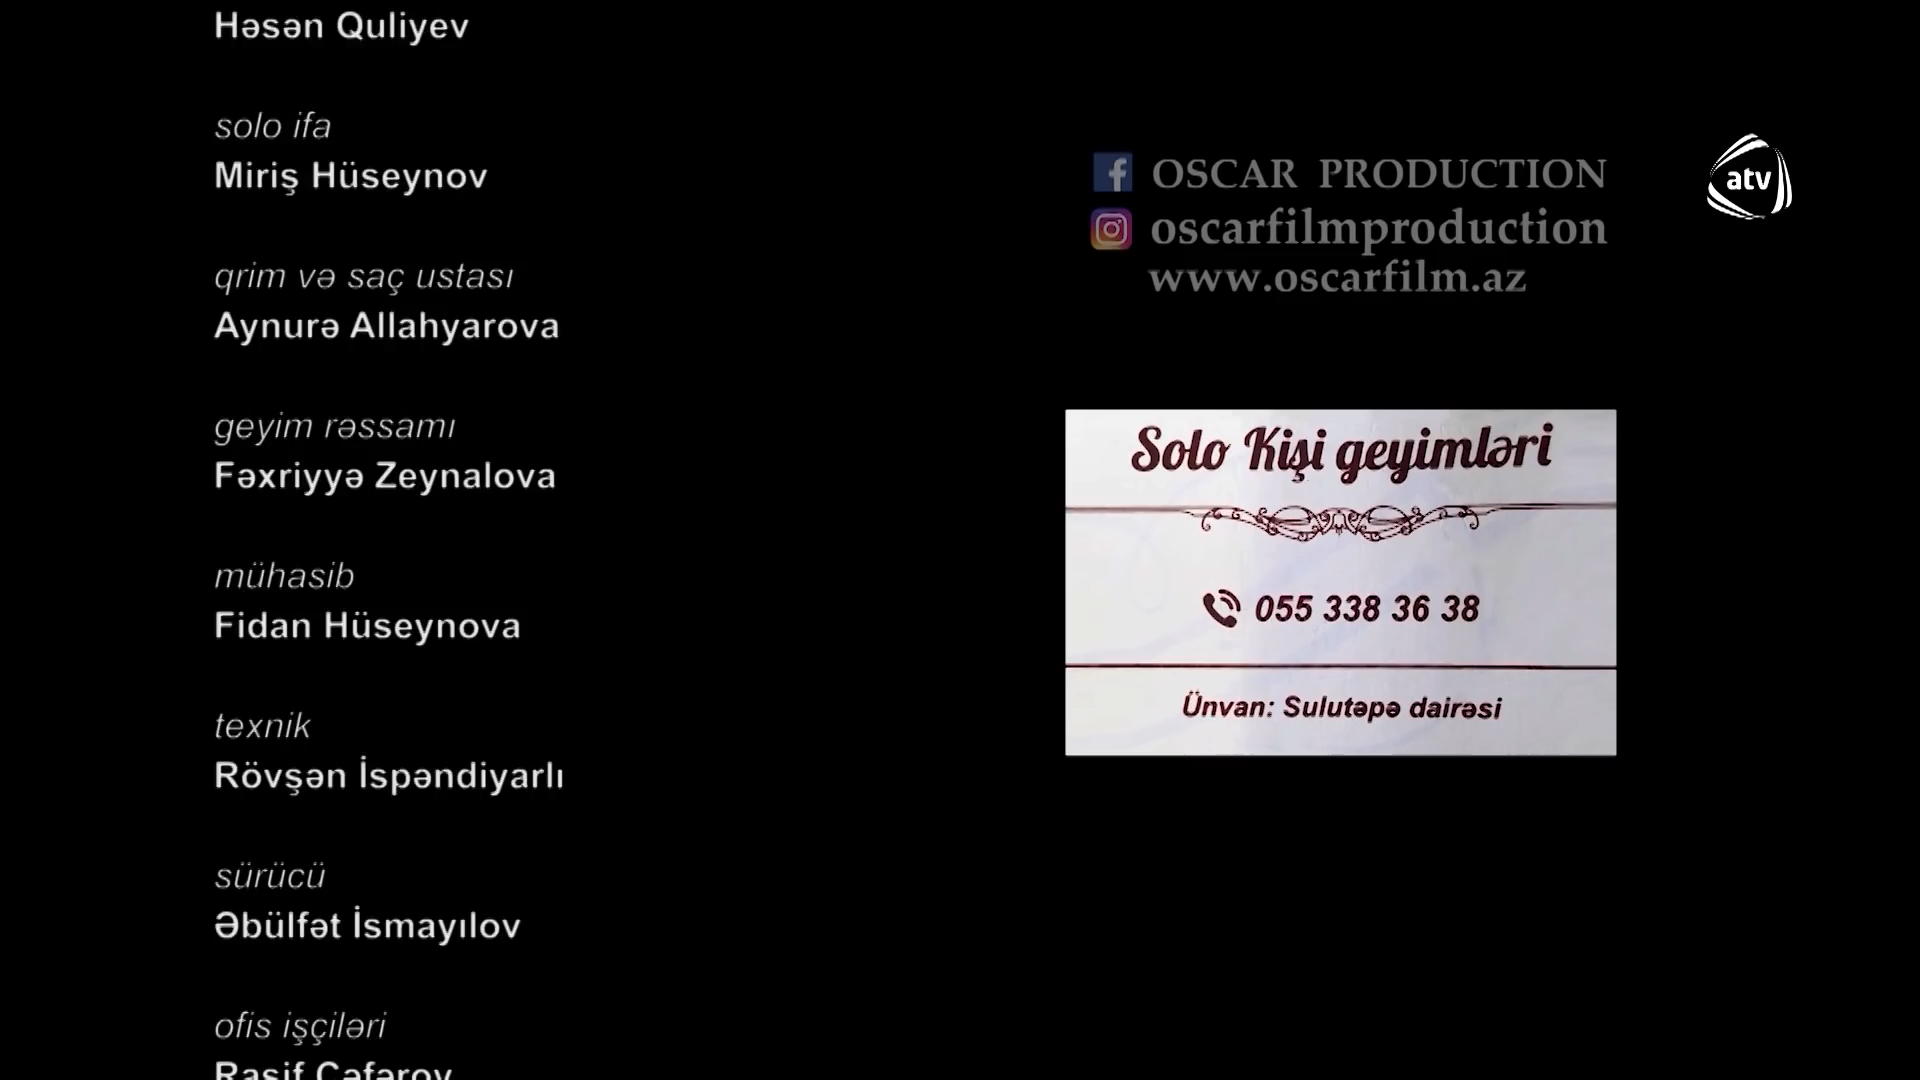 Həsən Quliyev
solo ifa
Miriş Hüseynov
qrim və saç ustası
Aynurə Allahyarova
geyim rəssamı
Fəxriyyə Zeynalova
mühasib
Fidan Hüseynova
texnik
Rövşən İspəndiyarlı
sürücü
Əbülfət İsmayılov
ofis işçiləri
Rasif Cəfərov
OSCAR PRODUCTION
oscarfilmproduction
www.oscarfilm.az
atv
Solo Kişi geyimləri
055 338 36 38
Ünvan: Sulutəpə dairəsi